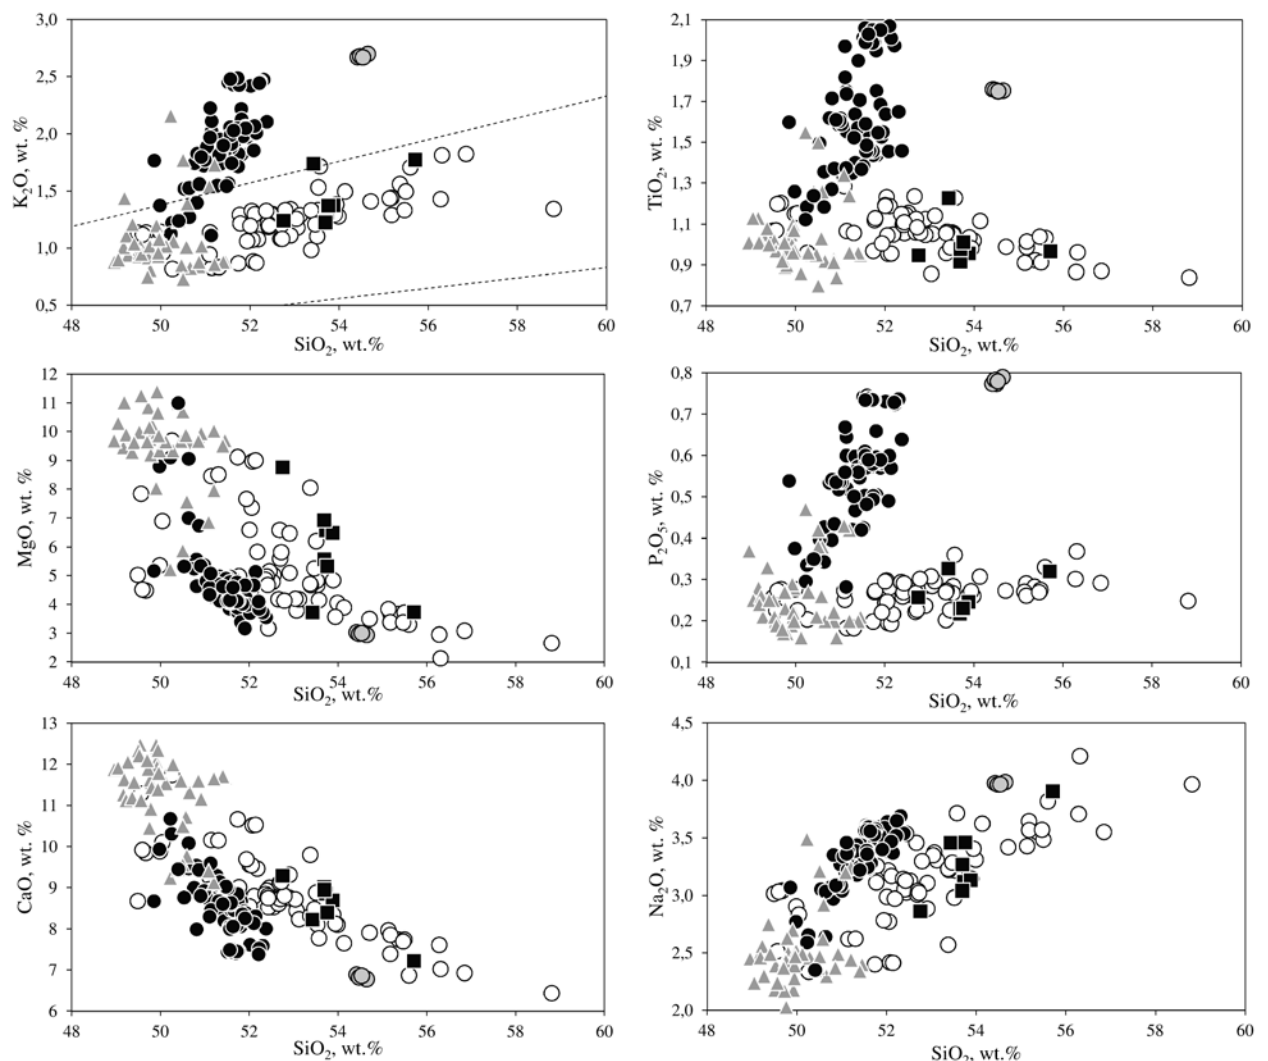 K₂O, wt. %
3,0
2,5
2,0
1,5
1,0
0,5
48 50 52 54 56 58 60
SiO₂, wt.%
TiO₂, wt. %
2,1
1,9
1,7
1,5
1,3
1,1
0,9
0,7
48 50 52 54 56 58 60
SiO₂, wt.%
MgO, wt. %
12
11
10
9
8
7
6
5
4
3
2
48 50 52 54 56 58 60
SiO₂, wt.%
P₂O₅, wt. %
0,8
0,7
0,6
0,5
0,4
0,3
0,2
0,1
48 50 52 54 56 58 60
SiO₂, wt.%
CaO, wt. %
13
12
11
10
9
8
7
6
48 50 52 54 56 58 60
SiO₂, wt.%
Na₂O, wt. %
4,5
4,0
3,5
3,0
2,5
2,0
48 50 52 54 56 58 60
SiO₂, wt.%